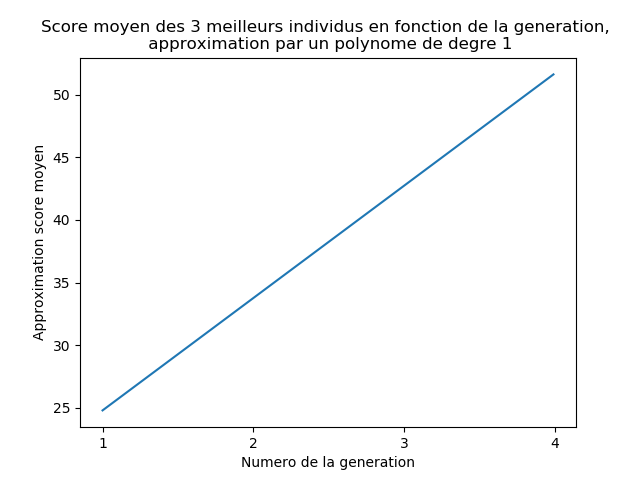 Score moyen des 3 meilleurs individus en fonction de la generation,
approximation par un polynome de degre 1
Approximation score moyen
50
45
40
35
30
25
1 2 3 4
Numero de la generation